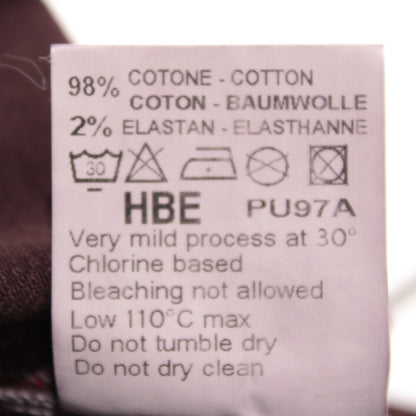 98% COTONE - COTTON
COTON - BAUMWOLLE
2% ELASTAN - ELASTHANNE
30
HBE PU97A
Very mild process at 30°
Chlorine based
Bleaching not allowed
Low 110°C max
Do not tumble dry
Do not dry clean